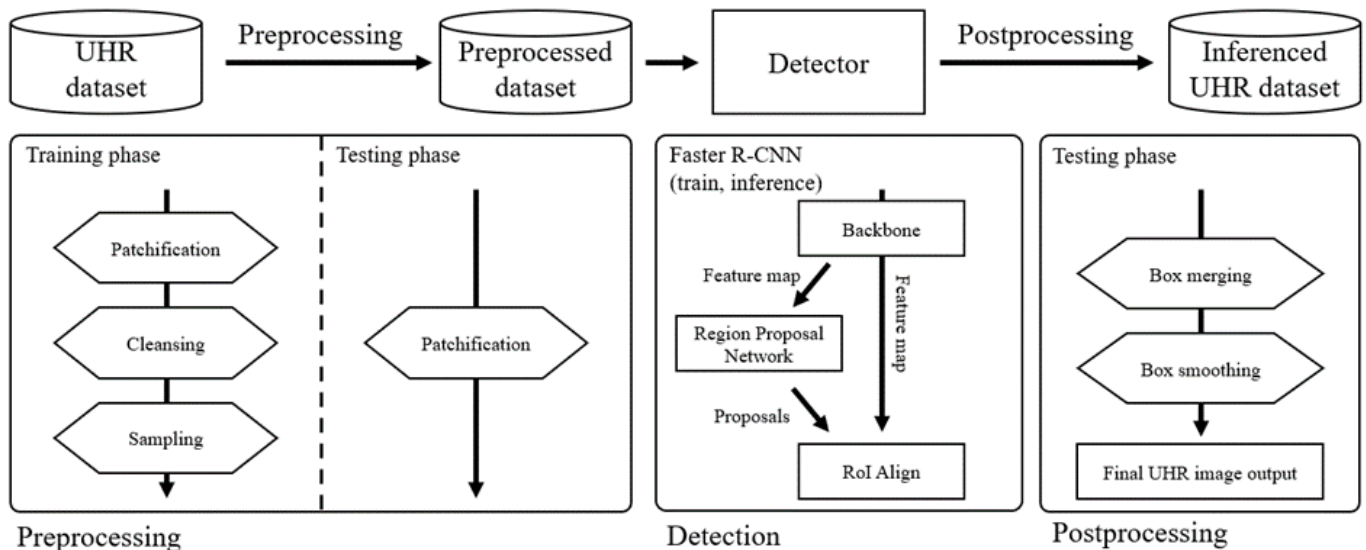 UHR
dataset
Preprocessing
Preprocessed
dataset
Detector
Postprocessing
Inferenced
UHR dataset
Training phase
Patchification
Cleansing
Sampling
Testing phase
Patchification
Preprocessing
Faster R-CNN
(train, inference)
Backbone
Feature map
Feature map
Region Proposal
Network
Proposals
RoI Align
Detection
Testing phase
Box merging
Box smoothing
Final UHR image output
Postprocessing